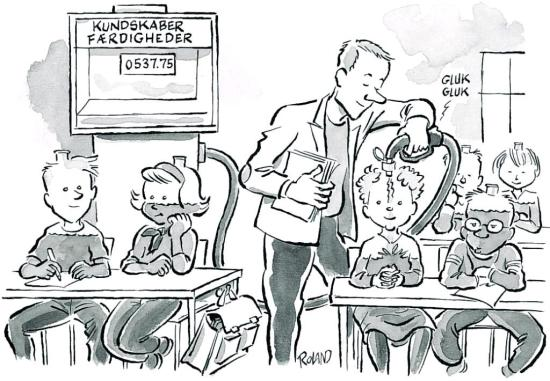 KUNDSKABER
FÆRDIGHEDER
0537.75
GLUK
GLUK
ROLAND